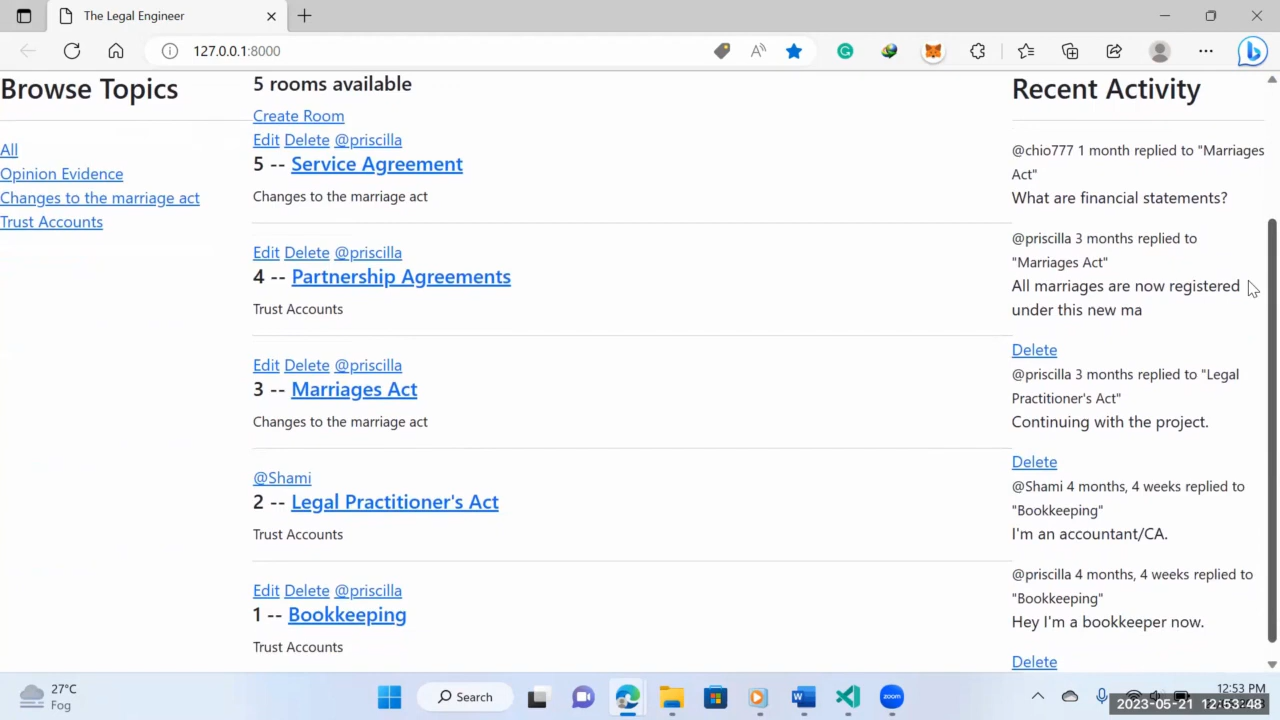 The Legal Engineer
127.0.0.1:8000
Browse Topics
All
Opinion Evidence
Changes to the marriage act
Trust Accounts
5 rooms available
Create Room
Edit Delete @priscilla
5 -- Service Agreement
Changes to the marriage act
Edit Delete @priscilla
4 -- Partnership Agreements
Trust Accounts
Edit Delete @priscilla
3 -- Marriages Act
Changes to the marriage act
@Shami
2 -- Legal Practitioner's Act
Trust Accounts
Edit Delete @priscilla
1 -- Bookkeeping
Trust Accounts
Recent Activity
@chio777 1 month replied to "Marriages
Act"
What are financial statements?
@priscilla 3 months replied to
"Marriages Act"
All marriages are now registered
under this new ma
Delete
@priscilla 3 months replied to "Legal
Practitioner's Act"
Continuing with the project.
Delete
@Shami 4 months, 4 weeks replied to
"Bookkeeping"
I'm an accountant/CA.
@priscilla 4 months, 4 weeks replied to
"Bookkeeping"
Hey I'm a bookkeeper now.
Delete
27°C
Fog
Search
zoom
12:53 PM
2023-05-21 12:53:48